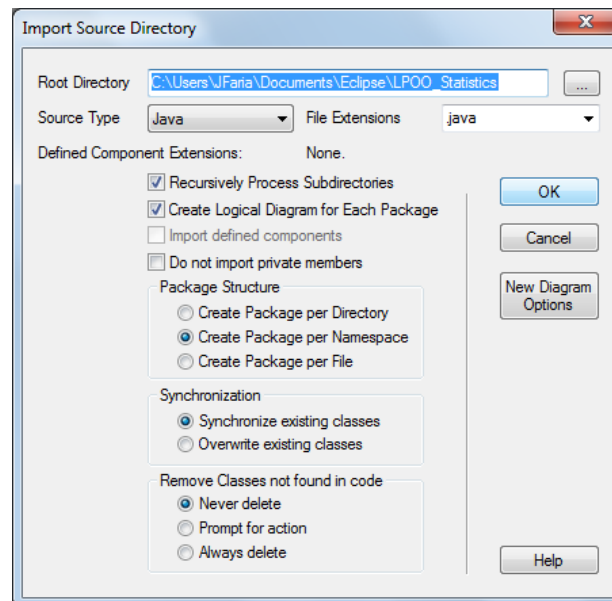 Import Source Directory
Root Directory C:\Users\JFaria\Documents\Eclipse\LPOO_Statistics ...
Source Type Java File Extensions .java
Defined Component Extensions: None.
Recursively Process Subdirectories
Create Logical Diagram for Each Package
Import defined components
Do not import private members
Package Structure
Create Package per Directory
Create Package per Namespace
Create Package per File
Synchronization
Synchronize existing classes
Overwrite existing classes
Remove Classes not found in code
Never delete
Prompt for action
Always delete
OK
Cancel
New Diagram
Options
Help